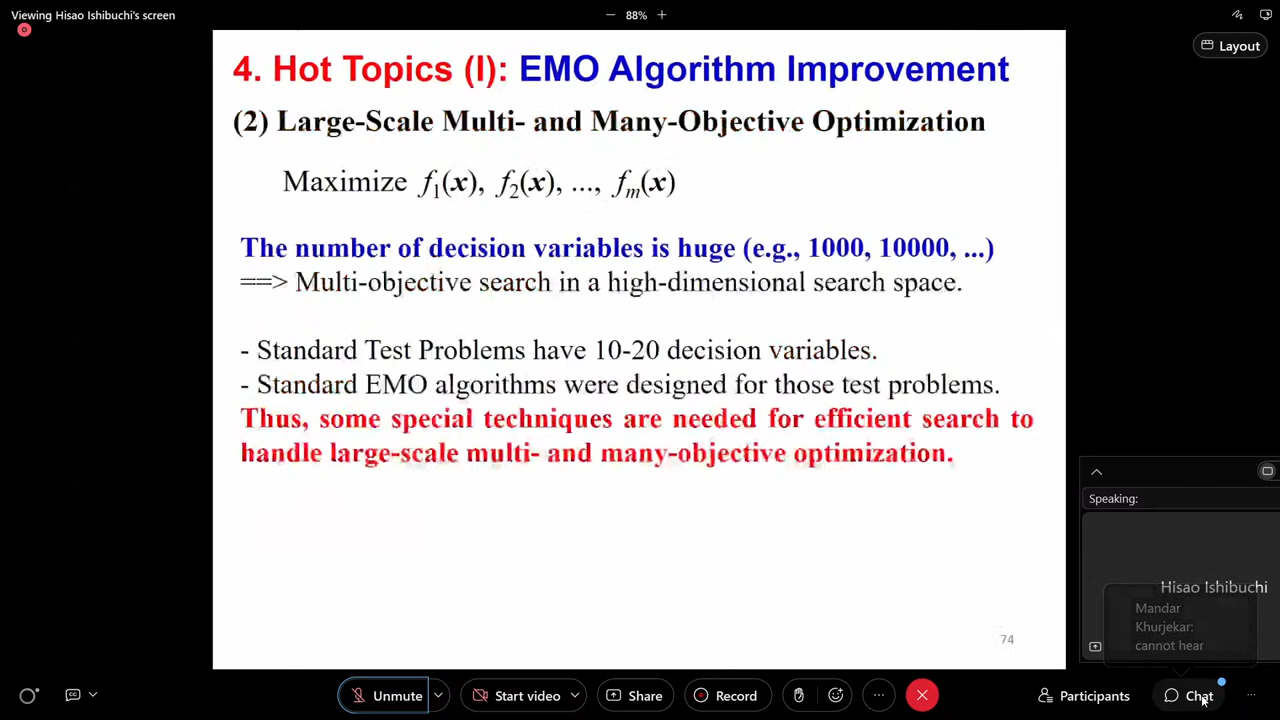 Viewing Hisao Ishibuchi's screen
88%
Layout
4. Hot Topics (I): EMO Algorithm Improvement
(2) Large-Scale Multi- and Many-Objective Optimization
Maximize f1(x), f2(x), ..., fm(x)
The number of decision variables is huge (e.g., 1000, 10000, ...)
==> Multi-objective search in a high-dimensional search space.
- Standard Test Problems have 10-20 decision variables.
- Standard EMO algorithms were designed for those test problems.
Thus, some special techniques are needed for efficient search to
handle large-scale multi- and many-objective optimization.
74
Speaking:
Hisao Ishibuchi
Mandar
Khurjekar:
cannot hear
Unmute
Start video
Share
Record
Participants
Chat